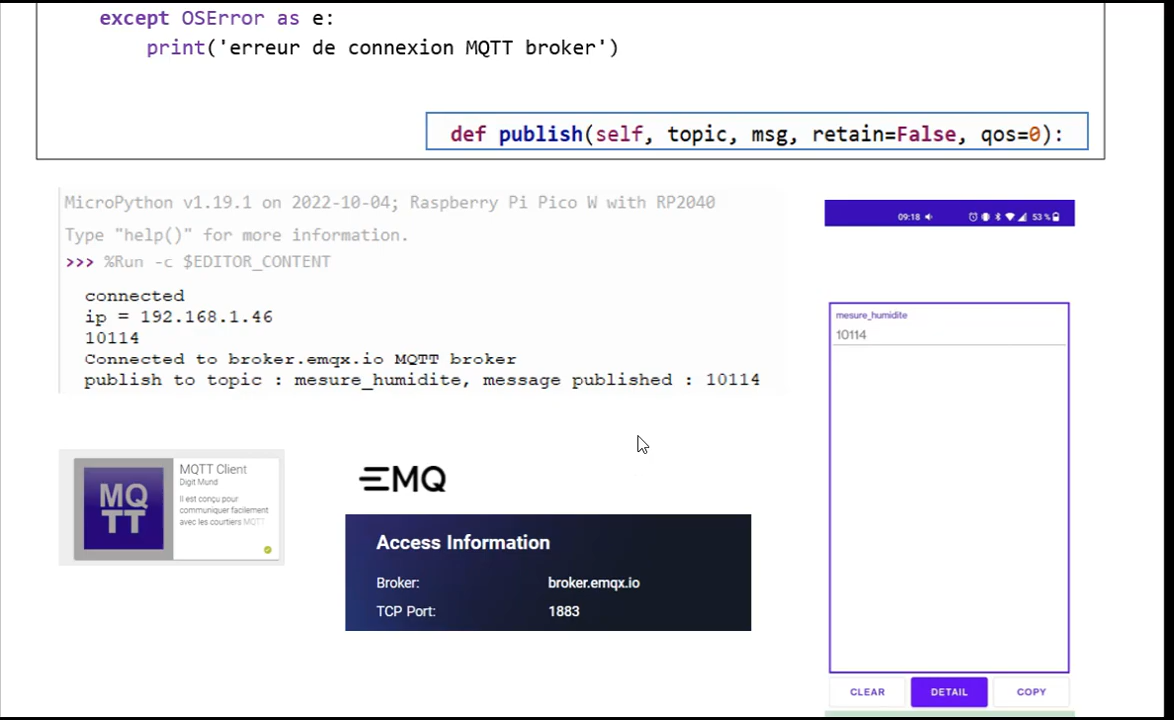 except OSError as e:
print('erreur de connexion MQTT broker')
def publish(self, topic, msg, retain=False, qos=0):
MicroPython v1.19.1 on 2022-10-04; Raspberry Pi Pico W with RP2040
Type "help()" for more information.
>>> %Run -c $EDITOR_CONTENT
connected
ip = 192.168.1.46
10114
Connected to broker.emqx.io MQTT broker
publish to topic : mesure_humidite, message published : 10114
09:18
53 %
mesure_humidite
10114
CLEAR
DETAIL
COPY
MQ
TT
MQTT Client
Digit Mund
Il est conçu pour
communiquer facilement
avec les courtiers MQTT
EMQ
Access Information
Broker: broker.emqx.io
TCP Port: 1883